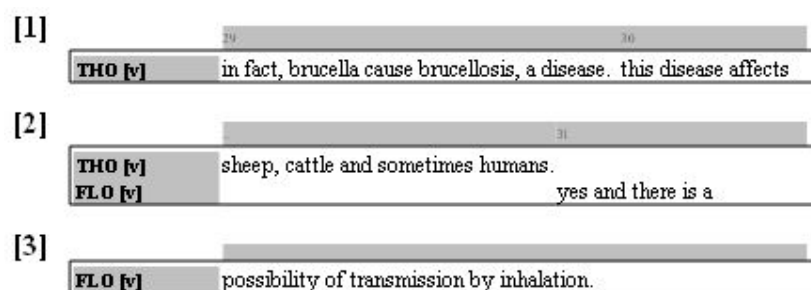 [1]
29 30
THO [v] in fact, brucella cause brucellosis, a disease. this disease affects
[2]
.. 31
THO [v] sheep, cattle and sometimes humans.
FLO [v] yes and there is a
[3]
FLO [v] possibility of transmission by inhalation.